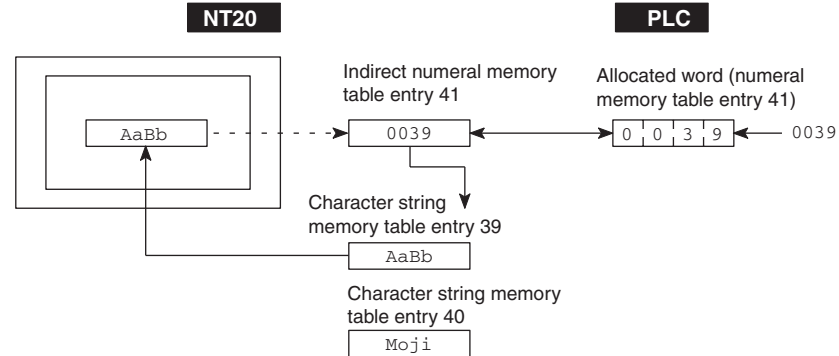 NT20
PLC
Indirect numeral memory
table entry 41
Allocated word (numeral
memory table entry 41)
AaBb
0039
0 0 3 9
0039
Character string
memory table entry 39
AaBb
Character string memory
table entry 40
Moji